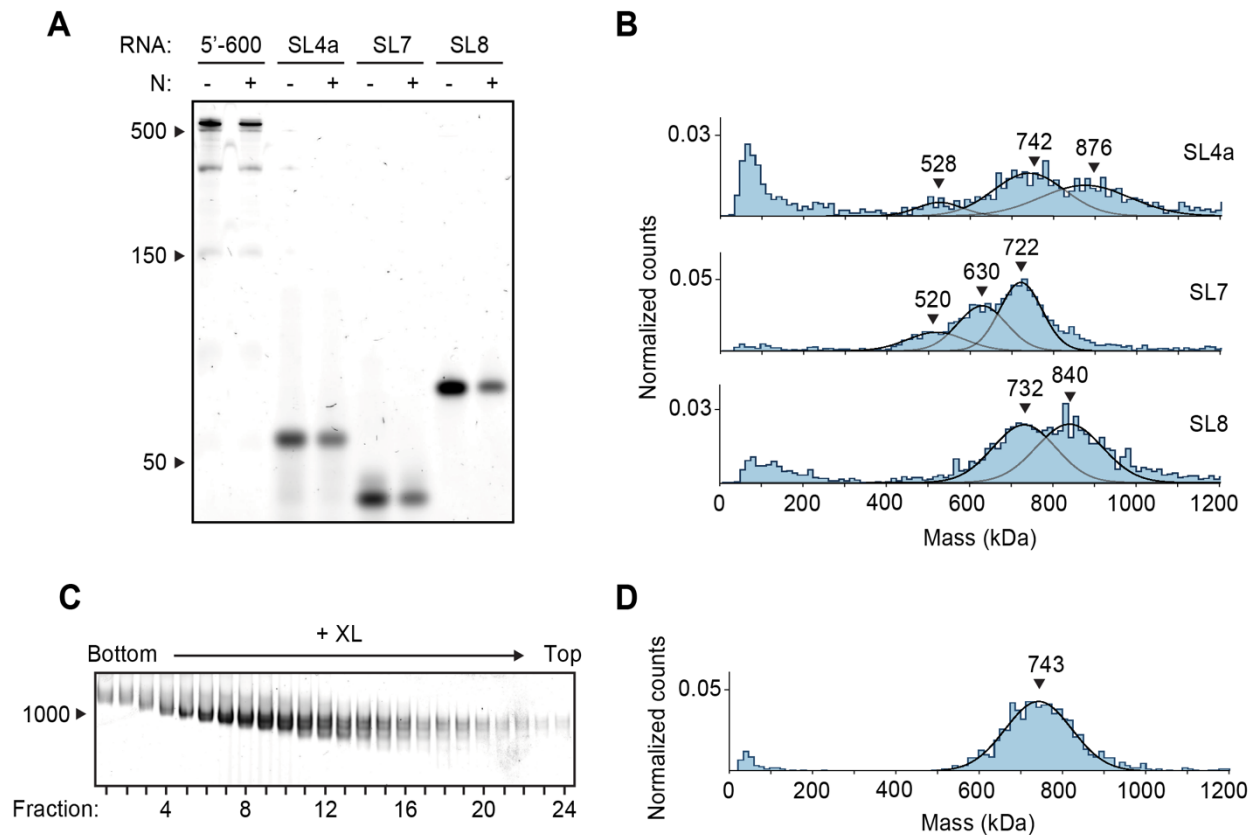 A
RNA: 5'-600 SL4a SL7 SL8
N: - + - + - + - +
500
150
50
B
Normalized counts
0.03
528 742 876
SL4a
0.05
520 630 722
SL7
0.03
732 840
SL8
0 200 400 600 800 1000 1200
Mass (kDa)
C
+ XL
Bottom Top
1000
Fraction: 4 8 12 16 20 24
D
Normalized counts
0.05
743
0 200 400 600 800 1000 1200
Mass (kDa)